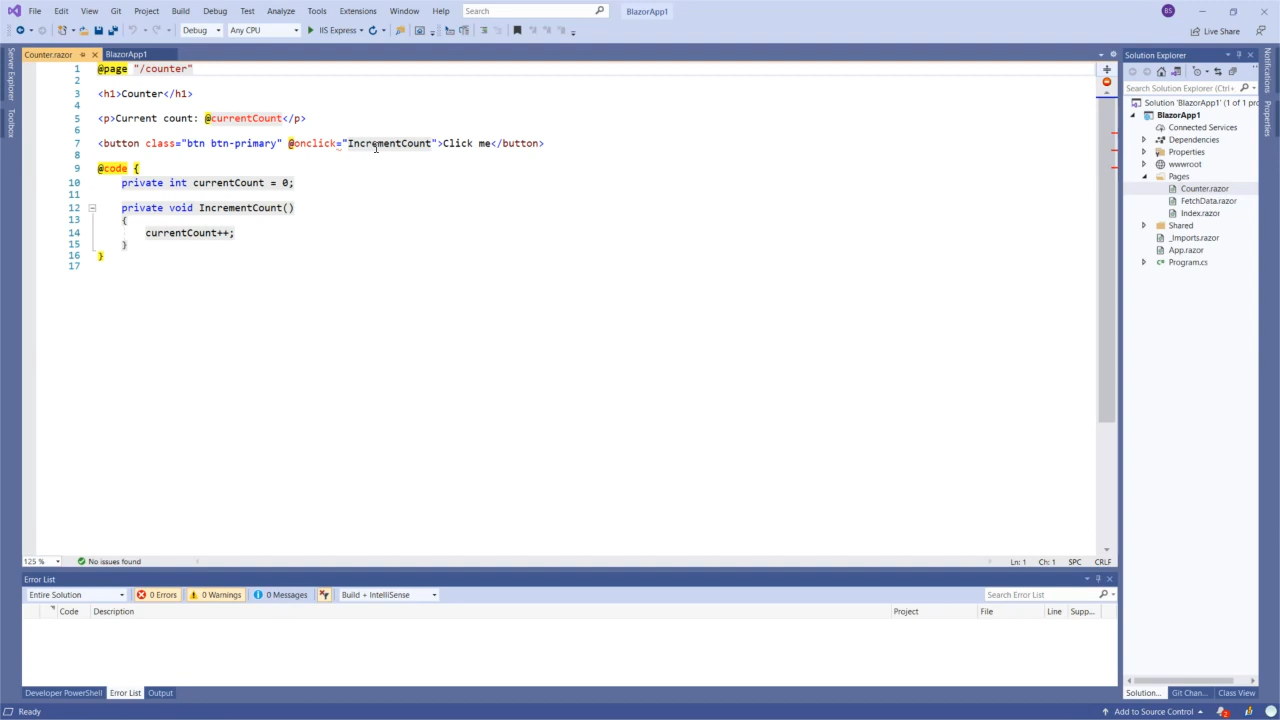 File Edit View Git Project Build Debug Test Analyze Tools Extensions Window Help Search BlazorApp1 BS
Debug Any CPU IIS Express Live Share
Server Explorer
Toolbox
Counter.razor BlazorApp1
1 @page "/counter"
2
3 <h1>Counter</h1>
4
5 <p>Current count: @currentCount</p>
6
7 <button class="btn btn-primary" @onclick="IncrementCount">Click me</button>
8
9 @code {
10 private int currentCount = 0;
11
12 private void IncrementCount()
13 {
14 currentCount++;
15 }
16 }
17
125 % No issues found Ln: 1 Ch: 1 SPC CRLF
Solution Explorer
Search Solution Explorer (Ctrl+
Solution 'BlazorApp1' (1 of 1 pr
BlazorApp1
Connected Services
Dependencies
Properties
wwwroot
Pages
Counter.razor
FetchData.razor
Index.razor
Shared
_Imports.razor
App.razor
Program.cs
Solution... Git Chan... Class View
Notifications
Properties
Error List
Entire Solution 0 Errors 0 Warnings 0 Messages Build + IntelliSense Search Error List
Code Description Project File Line Supp...
Developer PowerShell Error List Output
Ready Add to Source Control 2